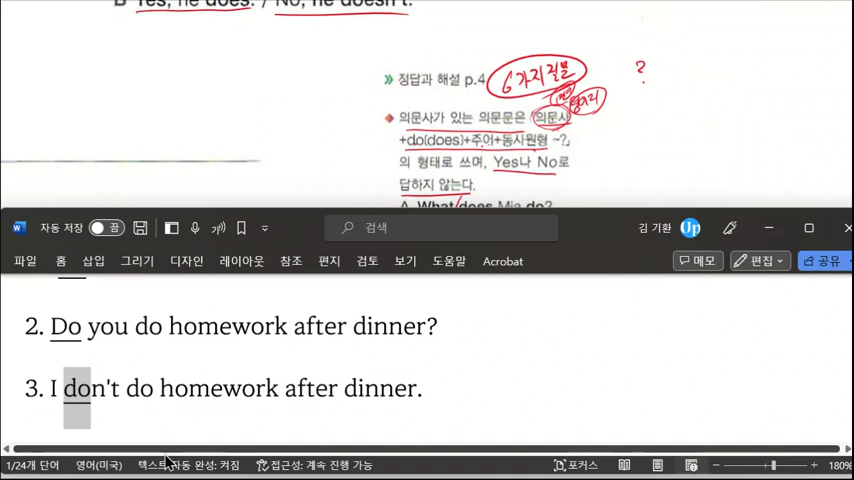 B Yes, he does. / No, he doesn't.
정답과 해설 p.4 6가지질문 ?
의문사가 있는 의문문은 의문사
+do(does)+주어+동사원형 ~?
의 형태로 쓰며, Yes나 No로
답하지 않는다.
A What does Mia do?
자동 저장 끔 검색 김 기환
파일 홈 삽입 그리기 디자인 레이아웃 참조 편지 검토 보기 도움말 Acrobat 메모 편집 공유
2. Do you do homework after dinner?
3. I don't do homework after dinner.
1/24개 단어 영어(미국) 텍스트 자동 완성: 켜짐 접근성: 계속 진행 가능 포커스 180%